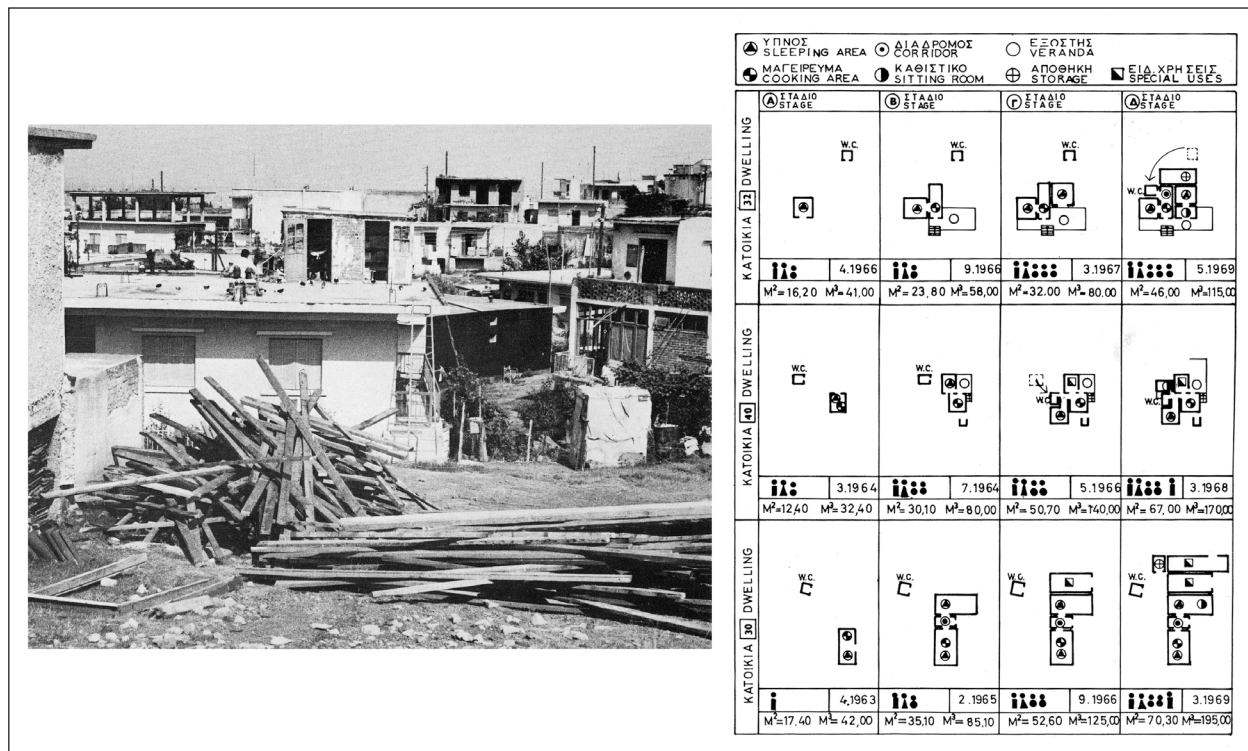 ΥΠΝΟΣ
SLEEPING AREA
ΔΙΑΔΡΟΜΟΣ
CORRIDOR
ΕΞΩΣΤΗΣ
VERANDA
ΜΑΓΕΙΡΕΥΜΑ
COOKING AREA
ΚΑΘΙΣΤΙΚΟ
SITTING ROOM
ΑΠΟΘΗΚΗ
STORAGE
ΕΙΔ.ΧΡΗΣΕΙΣ
SPECIAL USES
Α ΣΤΑΔΙΟ
STAGE
Β ΣΤΑΔΙΟ
STAGE
Γ ΣΤΑΔΙΟ
STAGE
Δ ΣΤΑΔΙΟ
STAGE
ΚΑΤΟΙΚΙΑ 32 DWELLING
W.C.
W.C.
W.C.
W.C.
4.1966
9.1966
3.1967
5.1969
M²=16,20 M³=41,00
M²=23,80 M³=58,00
M²=32.00 M³=80.00
M²=46,00 M³=115,00
ΚΑΤΟΙΚΙΑ 40 DWELLING
W.C.
W.C.
W.C.
W.C.
3.1964
7.1964
5.1966
3.1968
M²=12,40 M³=32,40
M²=30,10 M³=80,00
M²=50,70 M³=140,00
M²=67,00 M³=170,00
ΚΑΤΟΙΚΙΑ 30 DWELLING
W.C.
W.C.
W.C.
W.C.
4,1963
2.1965
9.1966
3.1969
M²=17.40 M³=42,00
M²=35,10 M³=85,10
M²=52,60 M³=125,00
M²=70,30 M³=195,00